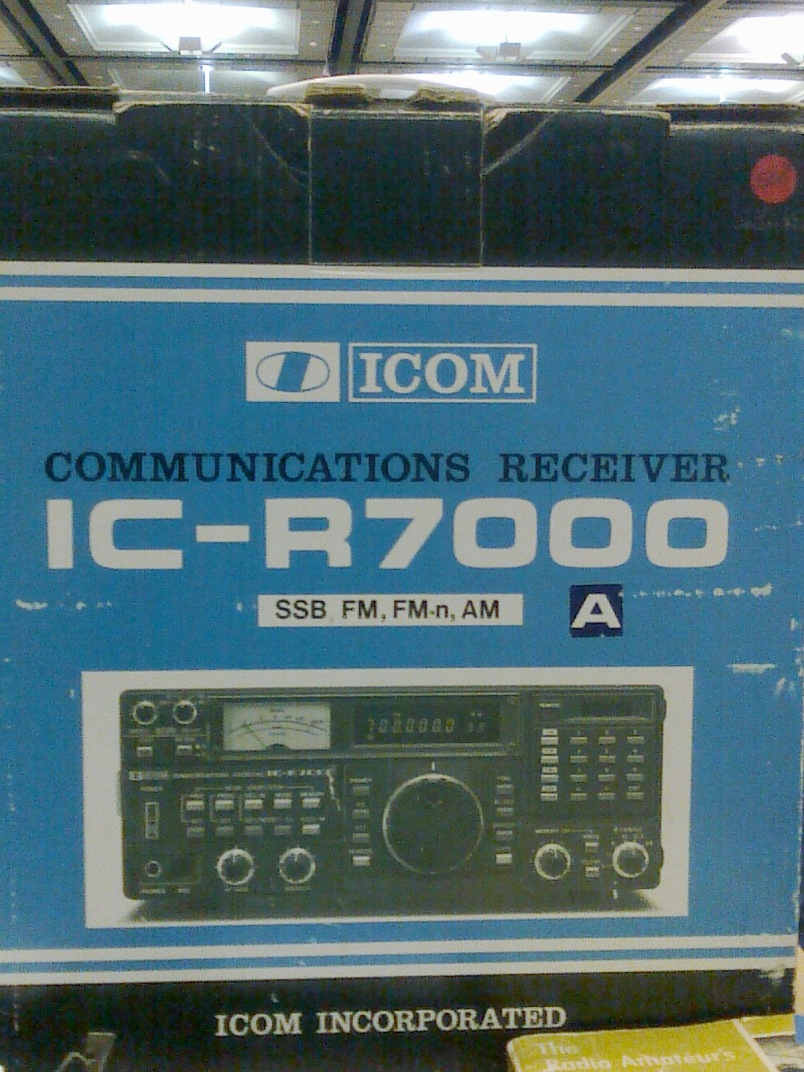 ICOM
COMMUNICATIONS RECEIVER
IC-R7000
SSB, FM, FM-n, AM
A
ICOM INCORPORATED
The
Radio Amateur's